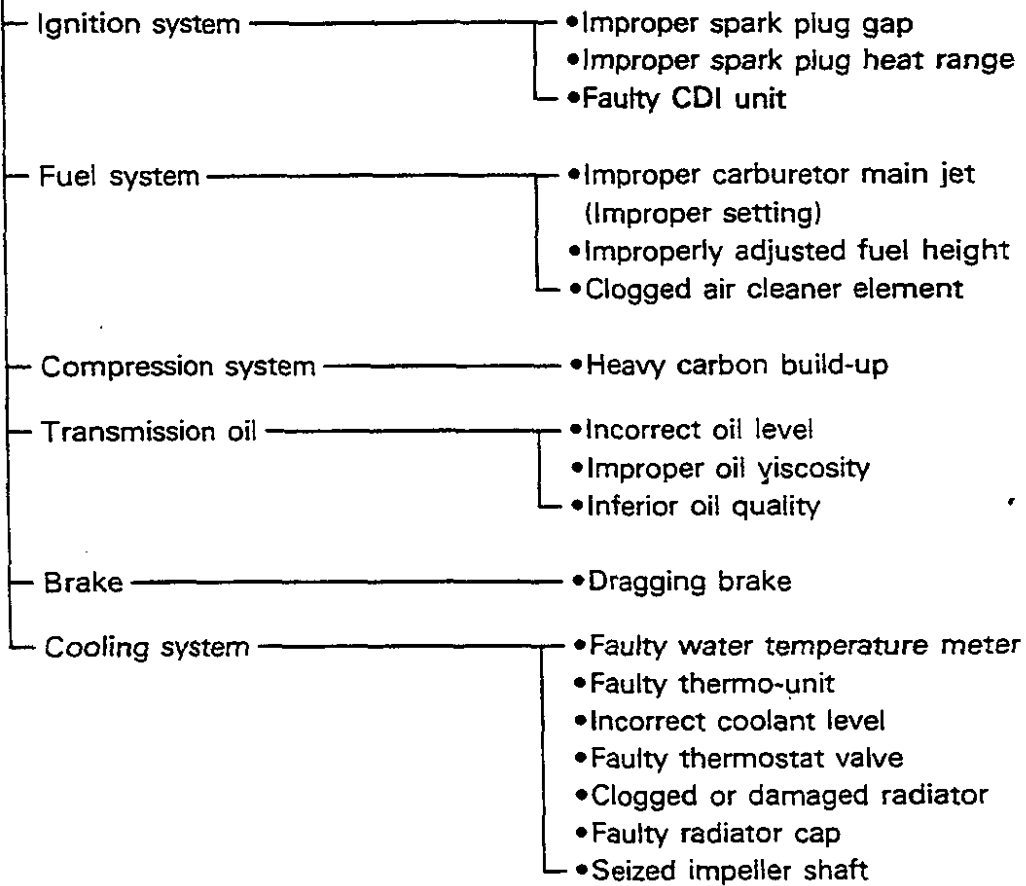 Ignition system
•Improper spark plug gap
•Improper spark plug heat range
•Faulty CDI unit
Fuel system
•Improper carburetor main jet
(Improper setting)
•Improperly adjusted fuel height
•Clogged air cleaner element
Compression system
•Heavy carbon build-up
Transmission oil
•Incorrect oil level
•Improper oil viscosity
•Inferior oil quality
Brake
•Dragging brake
Cooling system
•Faulty water temperature meter
•Faulty thermo-unit
•Incorrect coolant level
•Faulty thermostat valve
•Clogged or damaged radiator
•Faulty radiator cap
•Seized impeller shaft